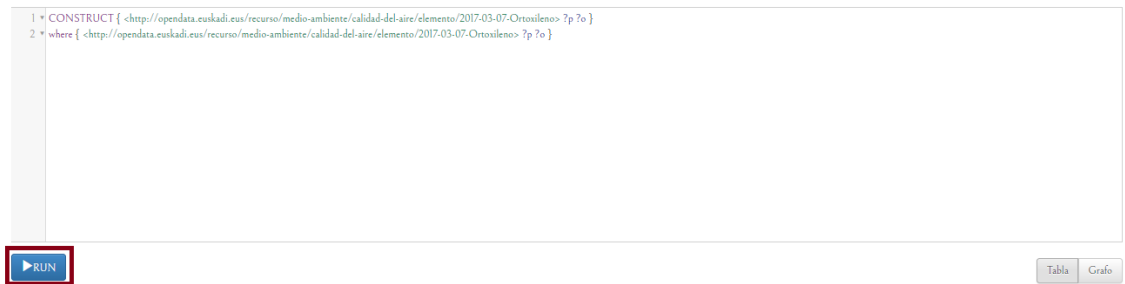 1 CONSTRUCT { <http://opendata.euskadi.eus/recurso/medio-ambiente/calidad-del-aire/elemento/2017-03-07-Ortoxileno> ?p ?o }
2 where { <http://opendata.euskadi.eus/recurso/medio-ambiente/calidad-del-aire/elemento/2017-03-07-Ortoxileno> ?p ?o }
RUN
Tabla Grafo